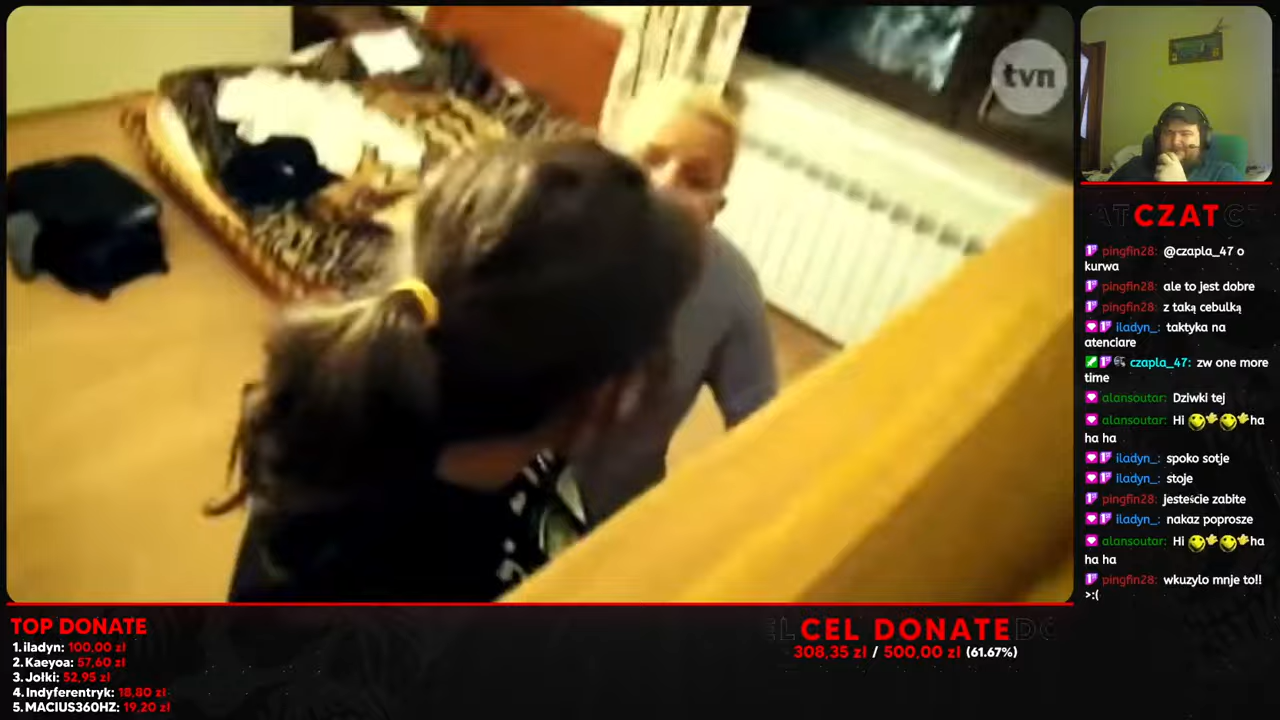 tvn
CZAT
pingfin28: @czapla_47 o
kurwa
pingfin28: ale to jest dobre
pingfin28: z taką cebulką
iladyn_: taktyka na
atenciare
czapla_47: zw one more
time
alansoutar: Dziwki tej
alansoutar: Hi ha
ha ha
iladyn_: spoko sotje
iladyn_: stoje
pingfin28: jesteście zabite
iladyn_: nakaz poprosze
alansoutar: Hi ha
ha ha
pingfin28: wkuzylo mnje to!!
>:(
TOP DONATE
1. iladyn: 100,00 zł
2. Kaeyoa: 57,60 zł
3. Jołki: 52,95 zł
4. Indyferentryk: 18,80 zł
5. MACIUS360HZ: 19,20 zł
CEL DONATE
308,35 zł / 500,00 zł (61.67%)